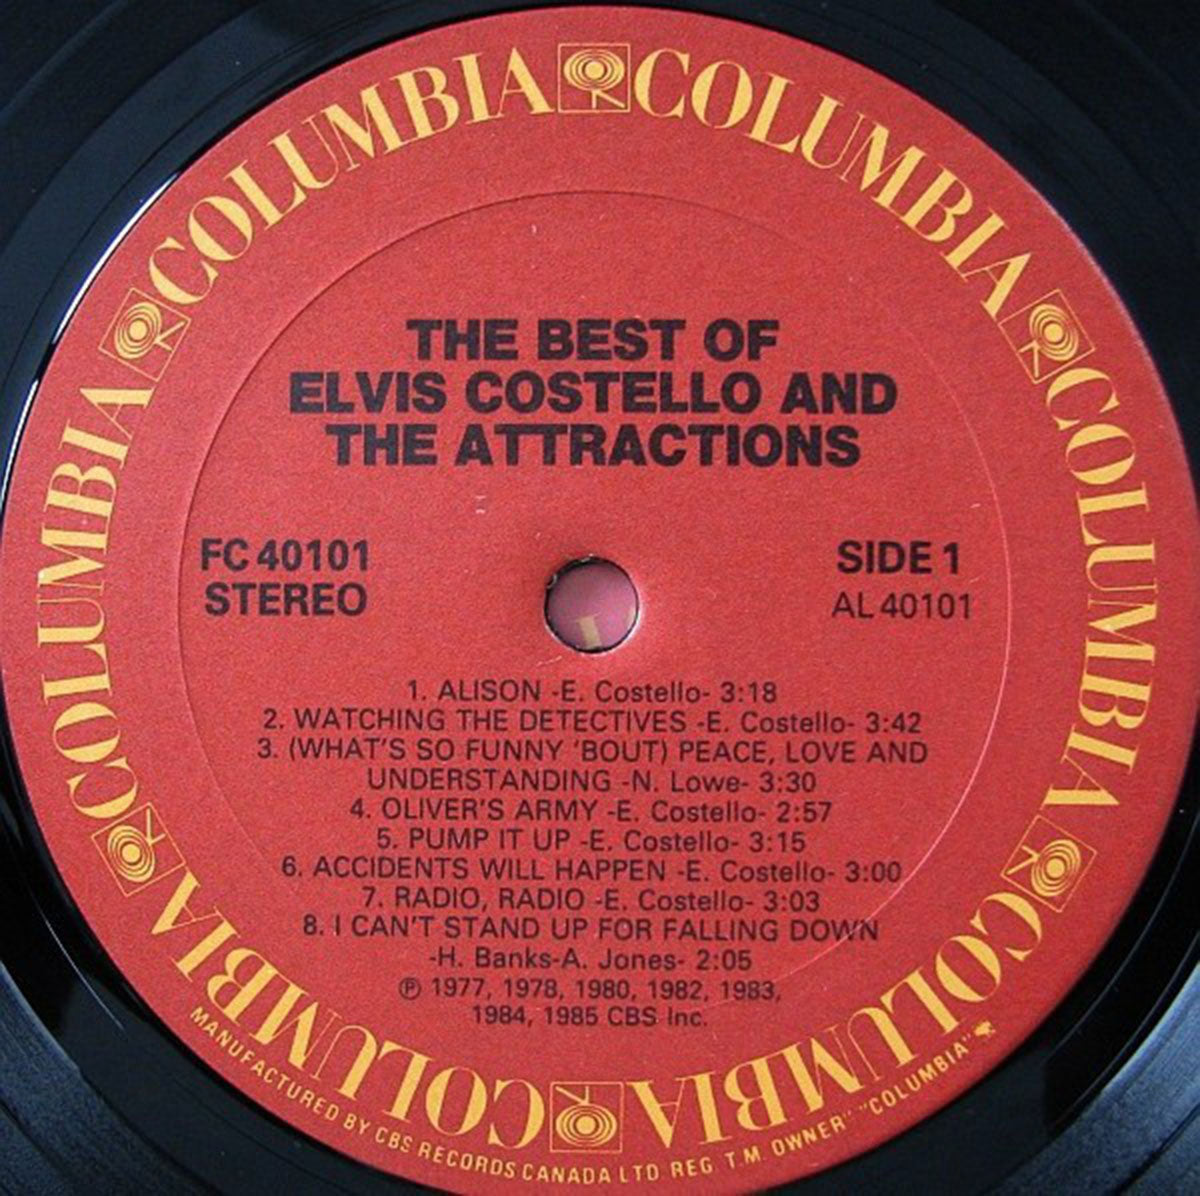 COLUMBIA COLUMBIA COLUMBIA COLUMBIA COLUMBIA COLUMBIA
THE BEST OF
ELVIS COSTELLO AND
THE ATTRACTIONS
FC 40101
STEREO
SIDE 1
AL 40101
1. ALISON -E. Costello- 3:18
2. WATCHING THE DETECTIVES -E. Costello- 3:42
3. (WHAT'S SO FUNNY 'BOUT) PEACE, LOVE AND
UNDERSTANDING -N. Lowe- 3:30
4. OLIVER'S ARMY -E. Costello- 2:57
5. PUMP IT UP -E. Costello- 3:15
6. ACCIDENTS WILL HAPPEN -E. Costello- 3:00
7. RADIO, RADIO -E. Costello- 3:03
8. I CAN'T STAND UP FOR FALLING DOWN
-H. Banks-A. Jones- 2:05
℗ 1977, 1978, 1980, 1982, 1983,
1984, 1985 CBS Inc.
MANUFACTURED BY CBS RECORDS CANADA LTD REG T.M. OWNER" "COLUMBIA"